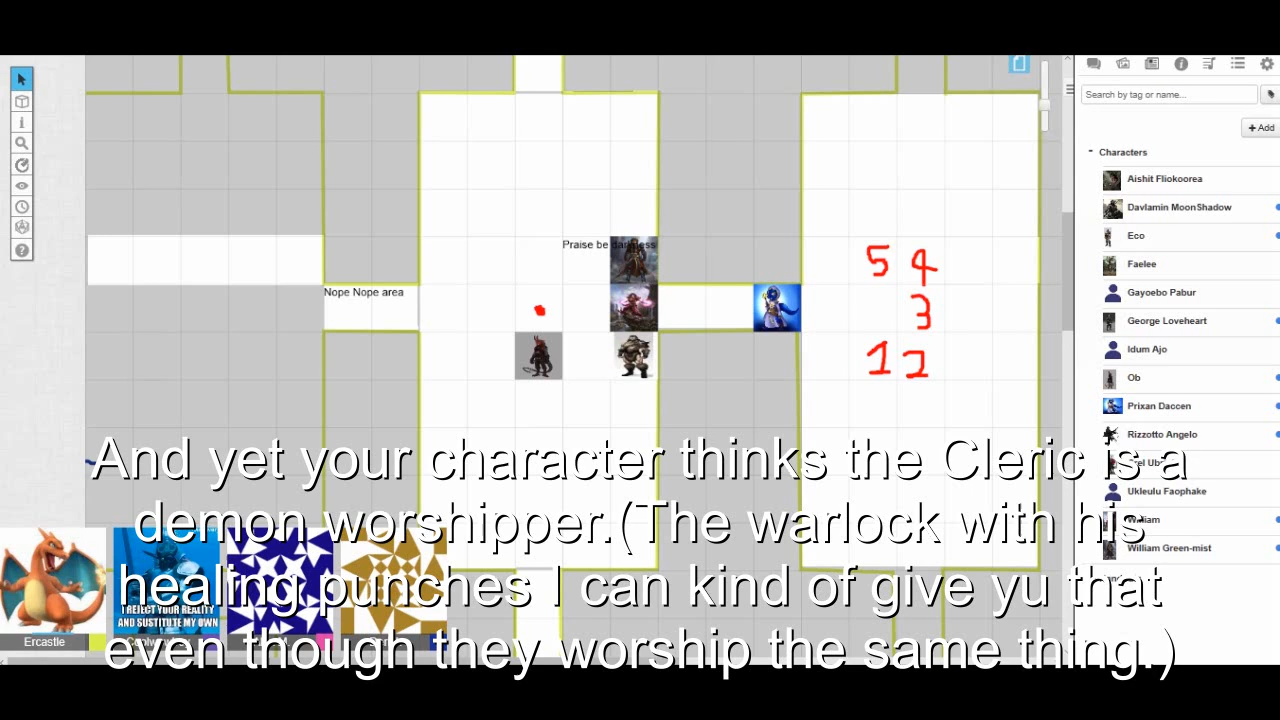 Search by tag or name...
+ Add
Characters
Aishit Fliokoorea
Davlamin MoonShadow
Eco
Faelee
Gayoebo Pabur
George Loveheart
Idum Ajo
Ob
Prixan Daccen
Rizzotto Angelo
Ukleulu Faophake
William
William Green-mist
Praise be darkness
Nope Nope area
5 4
3
1 2
And yet your character thinks the Cleric is a
demon worshipper.(The warlock with his
healing punches I can kind of give yu that
even though they worship the same thing.)
I REJECT YOUR REALITY
AND SUSTITUTE MY OWN
Ercastle